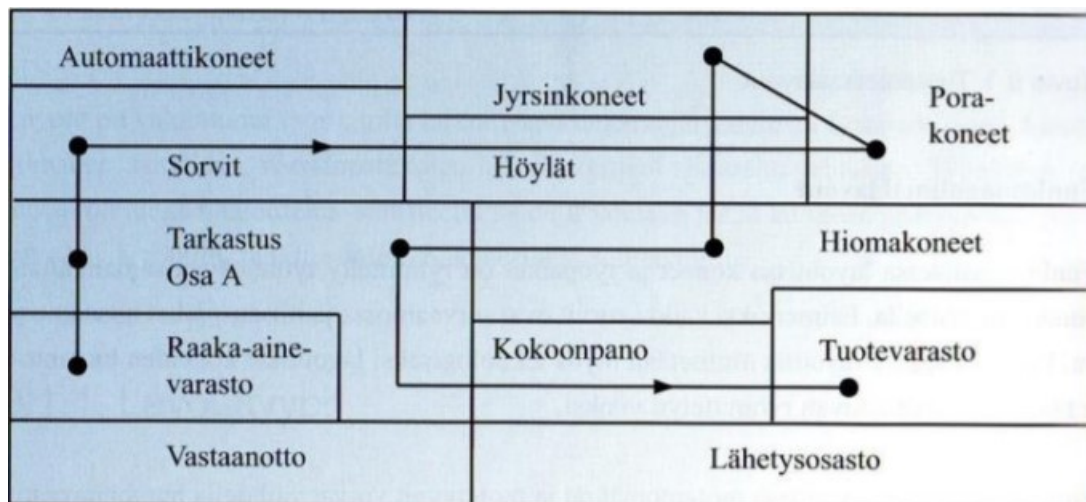 Automaattikoneet
Jyrsinkoneet
Pora-
koneet
Sorvit
Höylät
Tarkastus
Osa A
Hiomakoneet
Raaka-aine-
varasto
Kokoonpano
Tuotevarasto
Vastaanotto
Lähetysosasto